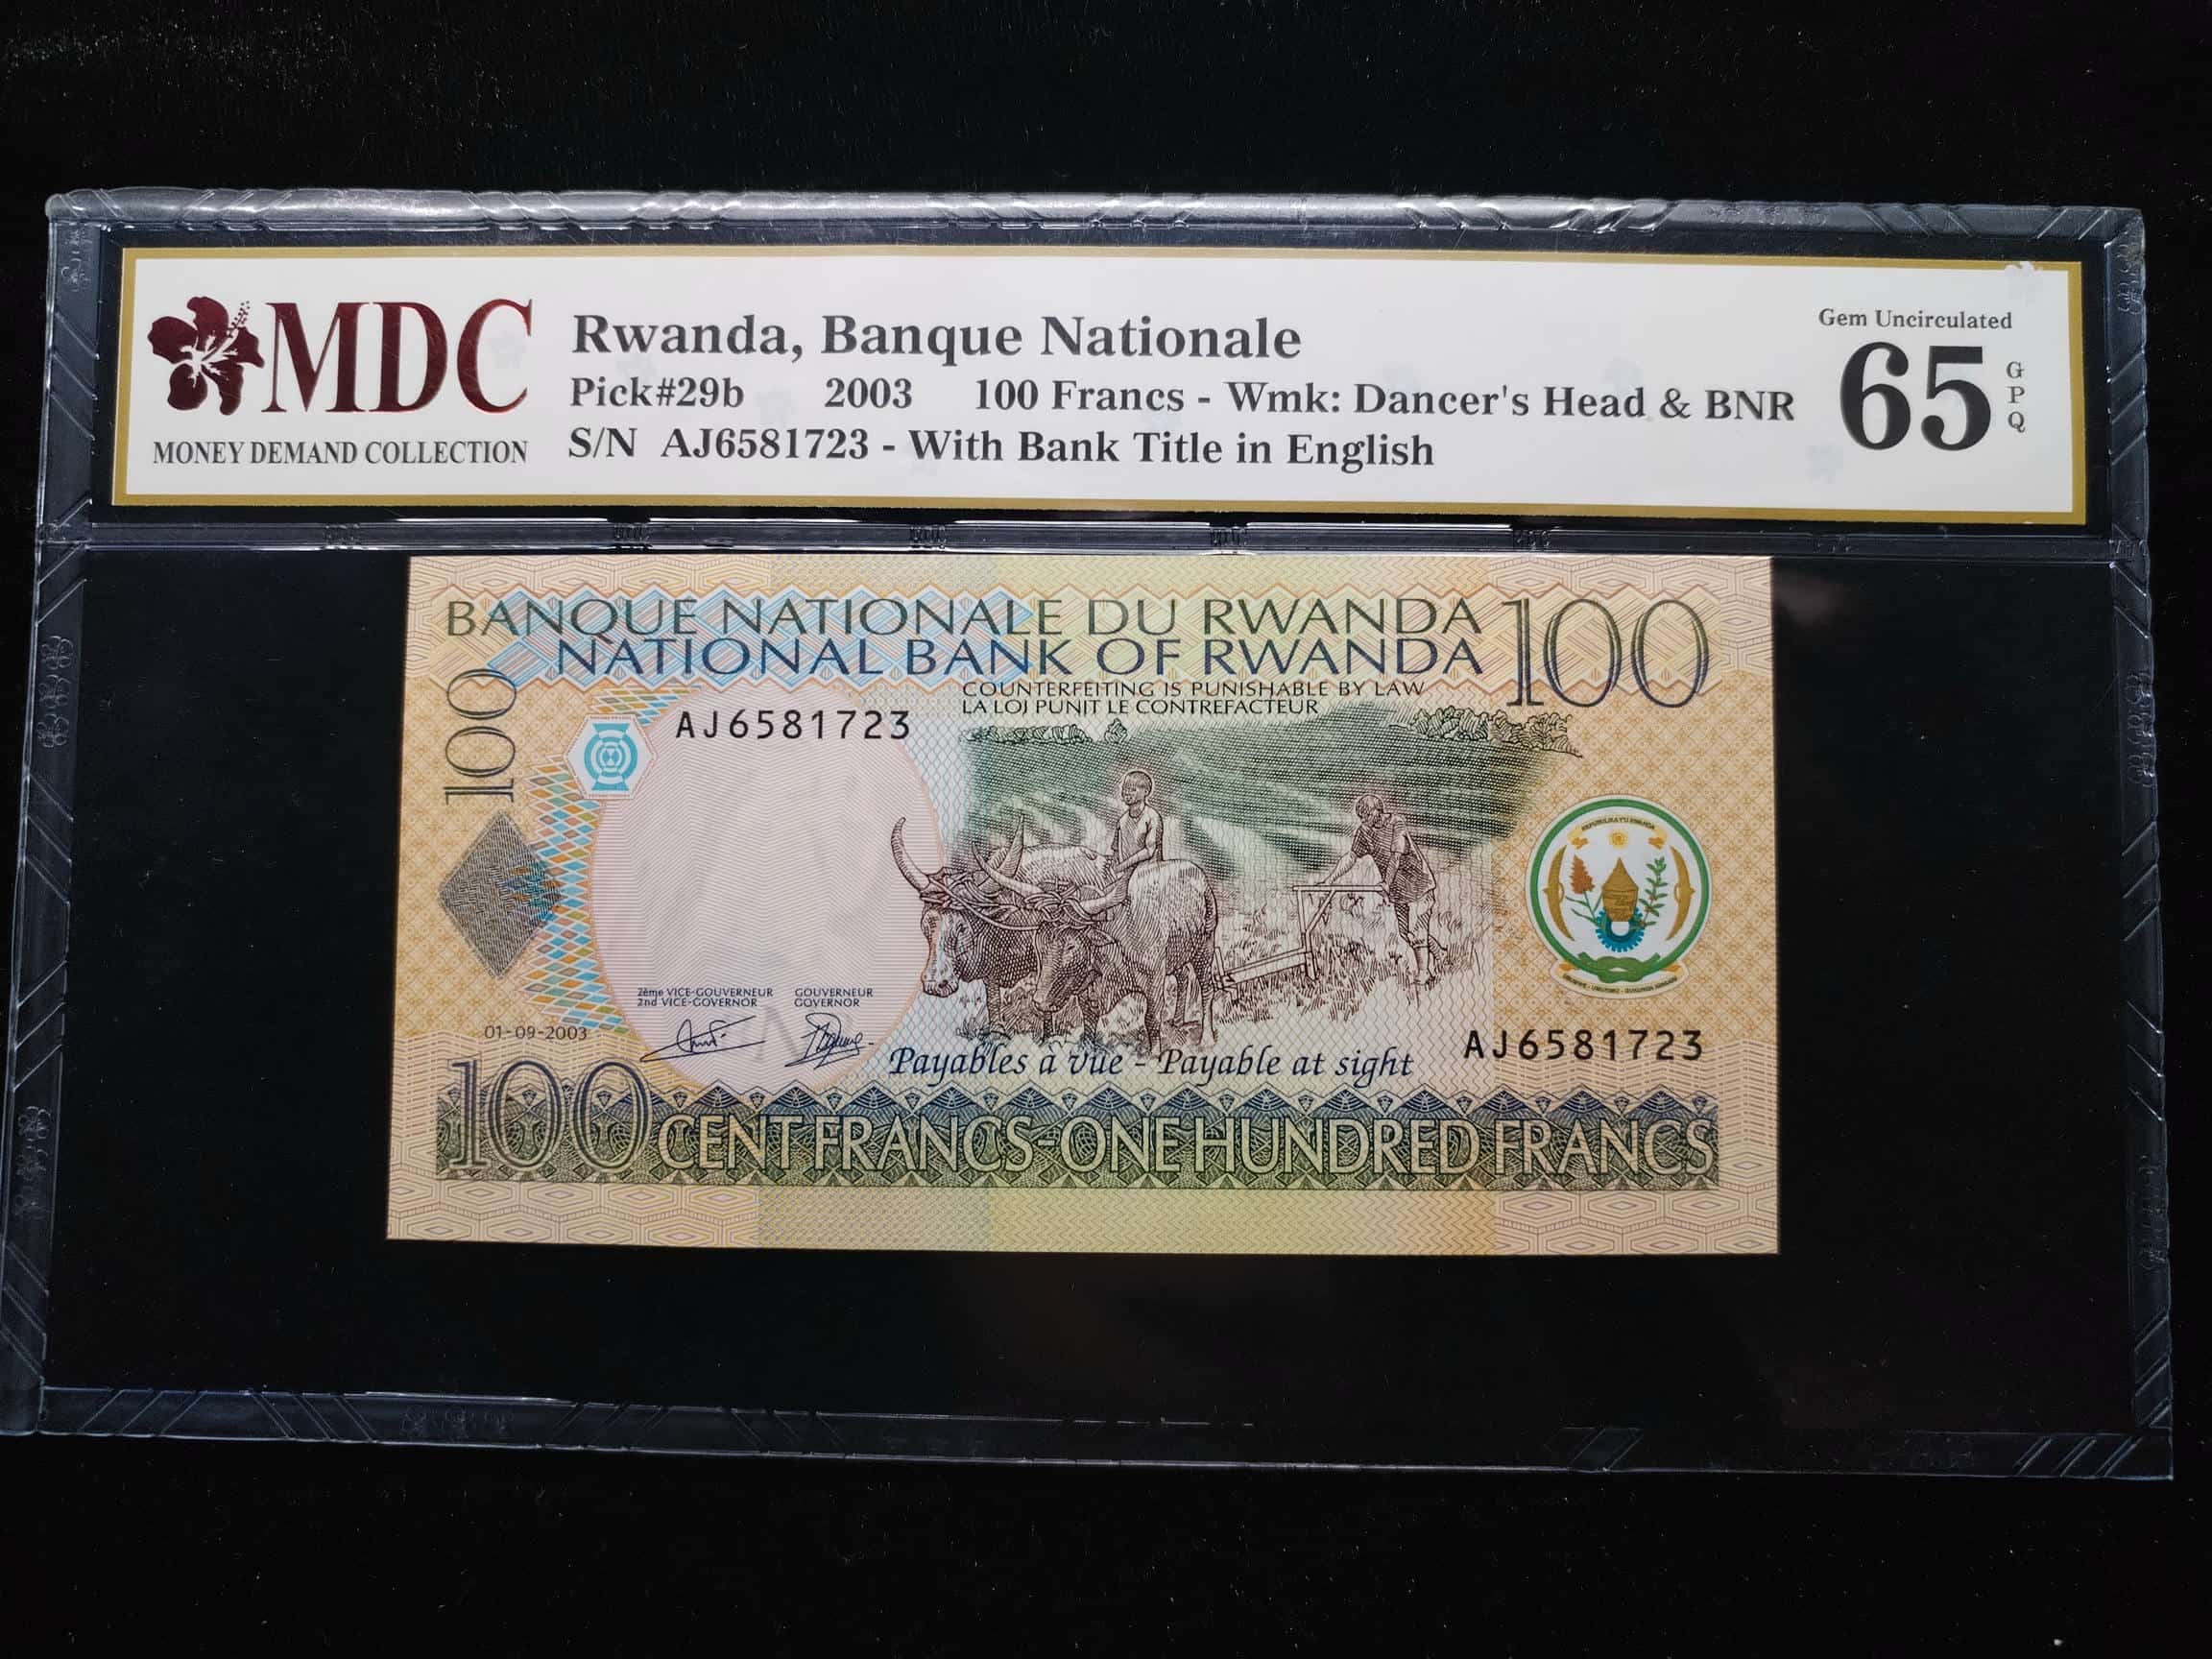 MDC
MONEY DEMAND COLLECTION
Rwanda, Banque Nationale
Pick#29b 2003 100 Francs - Wmk: Dancer's Head & BNR
S/N AJ6581723 - With Bank Title in English
Gem Uncirculated
65
GPQ
BANQUE NATIONALE DU RWANDA
NATIONAL BANK OF RWANDA
100
COUNTERFEITING IS PUNISHABLE BY LAW
LA LOI PUNIT LE CONTREFACTEUR
100
AJ6581723
2ème VICE-GOUVERNEUR
2nd VICE-GOVERNOR
GOUVERNEUR
GOVERNOR
01-09-2003
Payables à vue - Payable at sight
AJ6581723
100 CENT FRANCS-ONE HUNDRED FRANCS